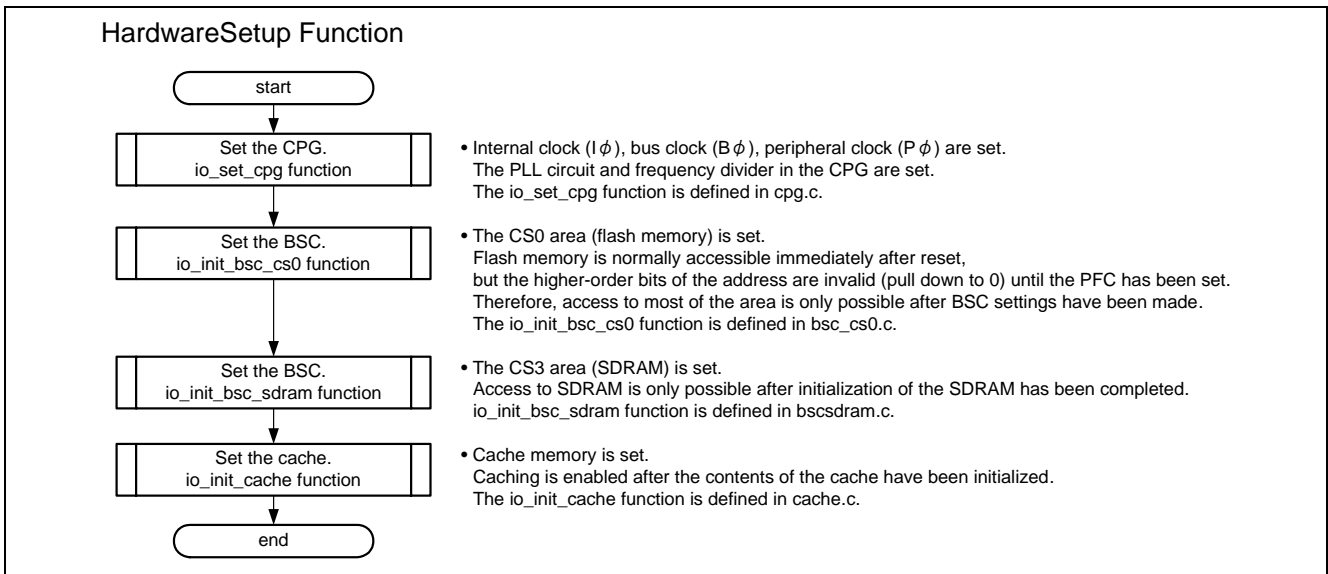 HardwareSetup Function
start
Set the CPG.
io_set_cpg function
• Internal clock (Iϕ), bus clock (Bϕ), peripheral clock (Pϕ) are set.
The PLL circuit and frequency divider in the CPG are set.
The io_set_cpg function is defined in cpg.c.
Set the BSC.
io_init_bsc_cs0 function
• The CS0 area (flash memory) is set.
Flash memory is normally accessible immediately after reset,
but the higher-order bits of the address are invalid (pull down to 0) until the PFC has been set.
Therefore, access to most of the area is only possible after BSC settings have been made.
The io_init_bsc_cs0 function is defined in bsc_cs0.c.
Set the BSC.
io_init_bsc_sdram function
• The CS3 area (SDRAM) is set.
Access to SDRAM is only possible after initialization of the SDRAM has been completed.
io_init_bsc_sdram function is defined in bscsdram.c.
Set the cache.
io_init_cache function
• Cache memory is set.
Caching is enabled after the contents of the cache have been initialized.
The io_init_cache function is defined in cache.c.
end